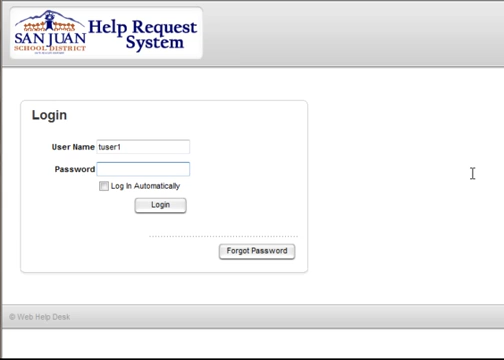 SAN JUAN
SCHOOL DISTRICT
Help Request
System
Login
User Name tuser1
Password
Log In Automatically
Login
Forgot Password
© Web Help Desk